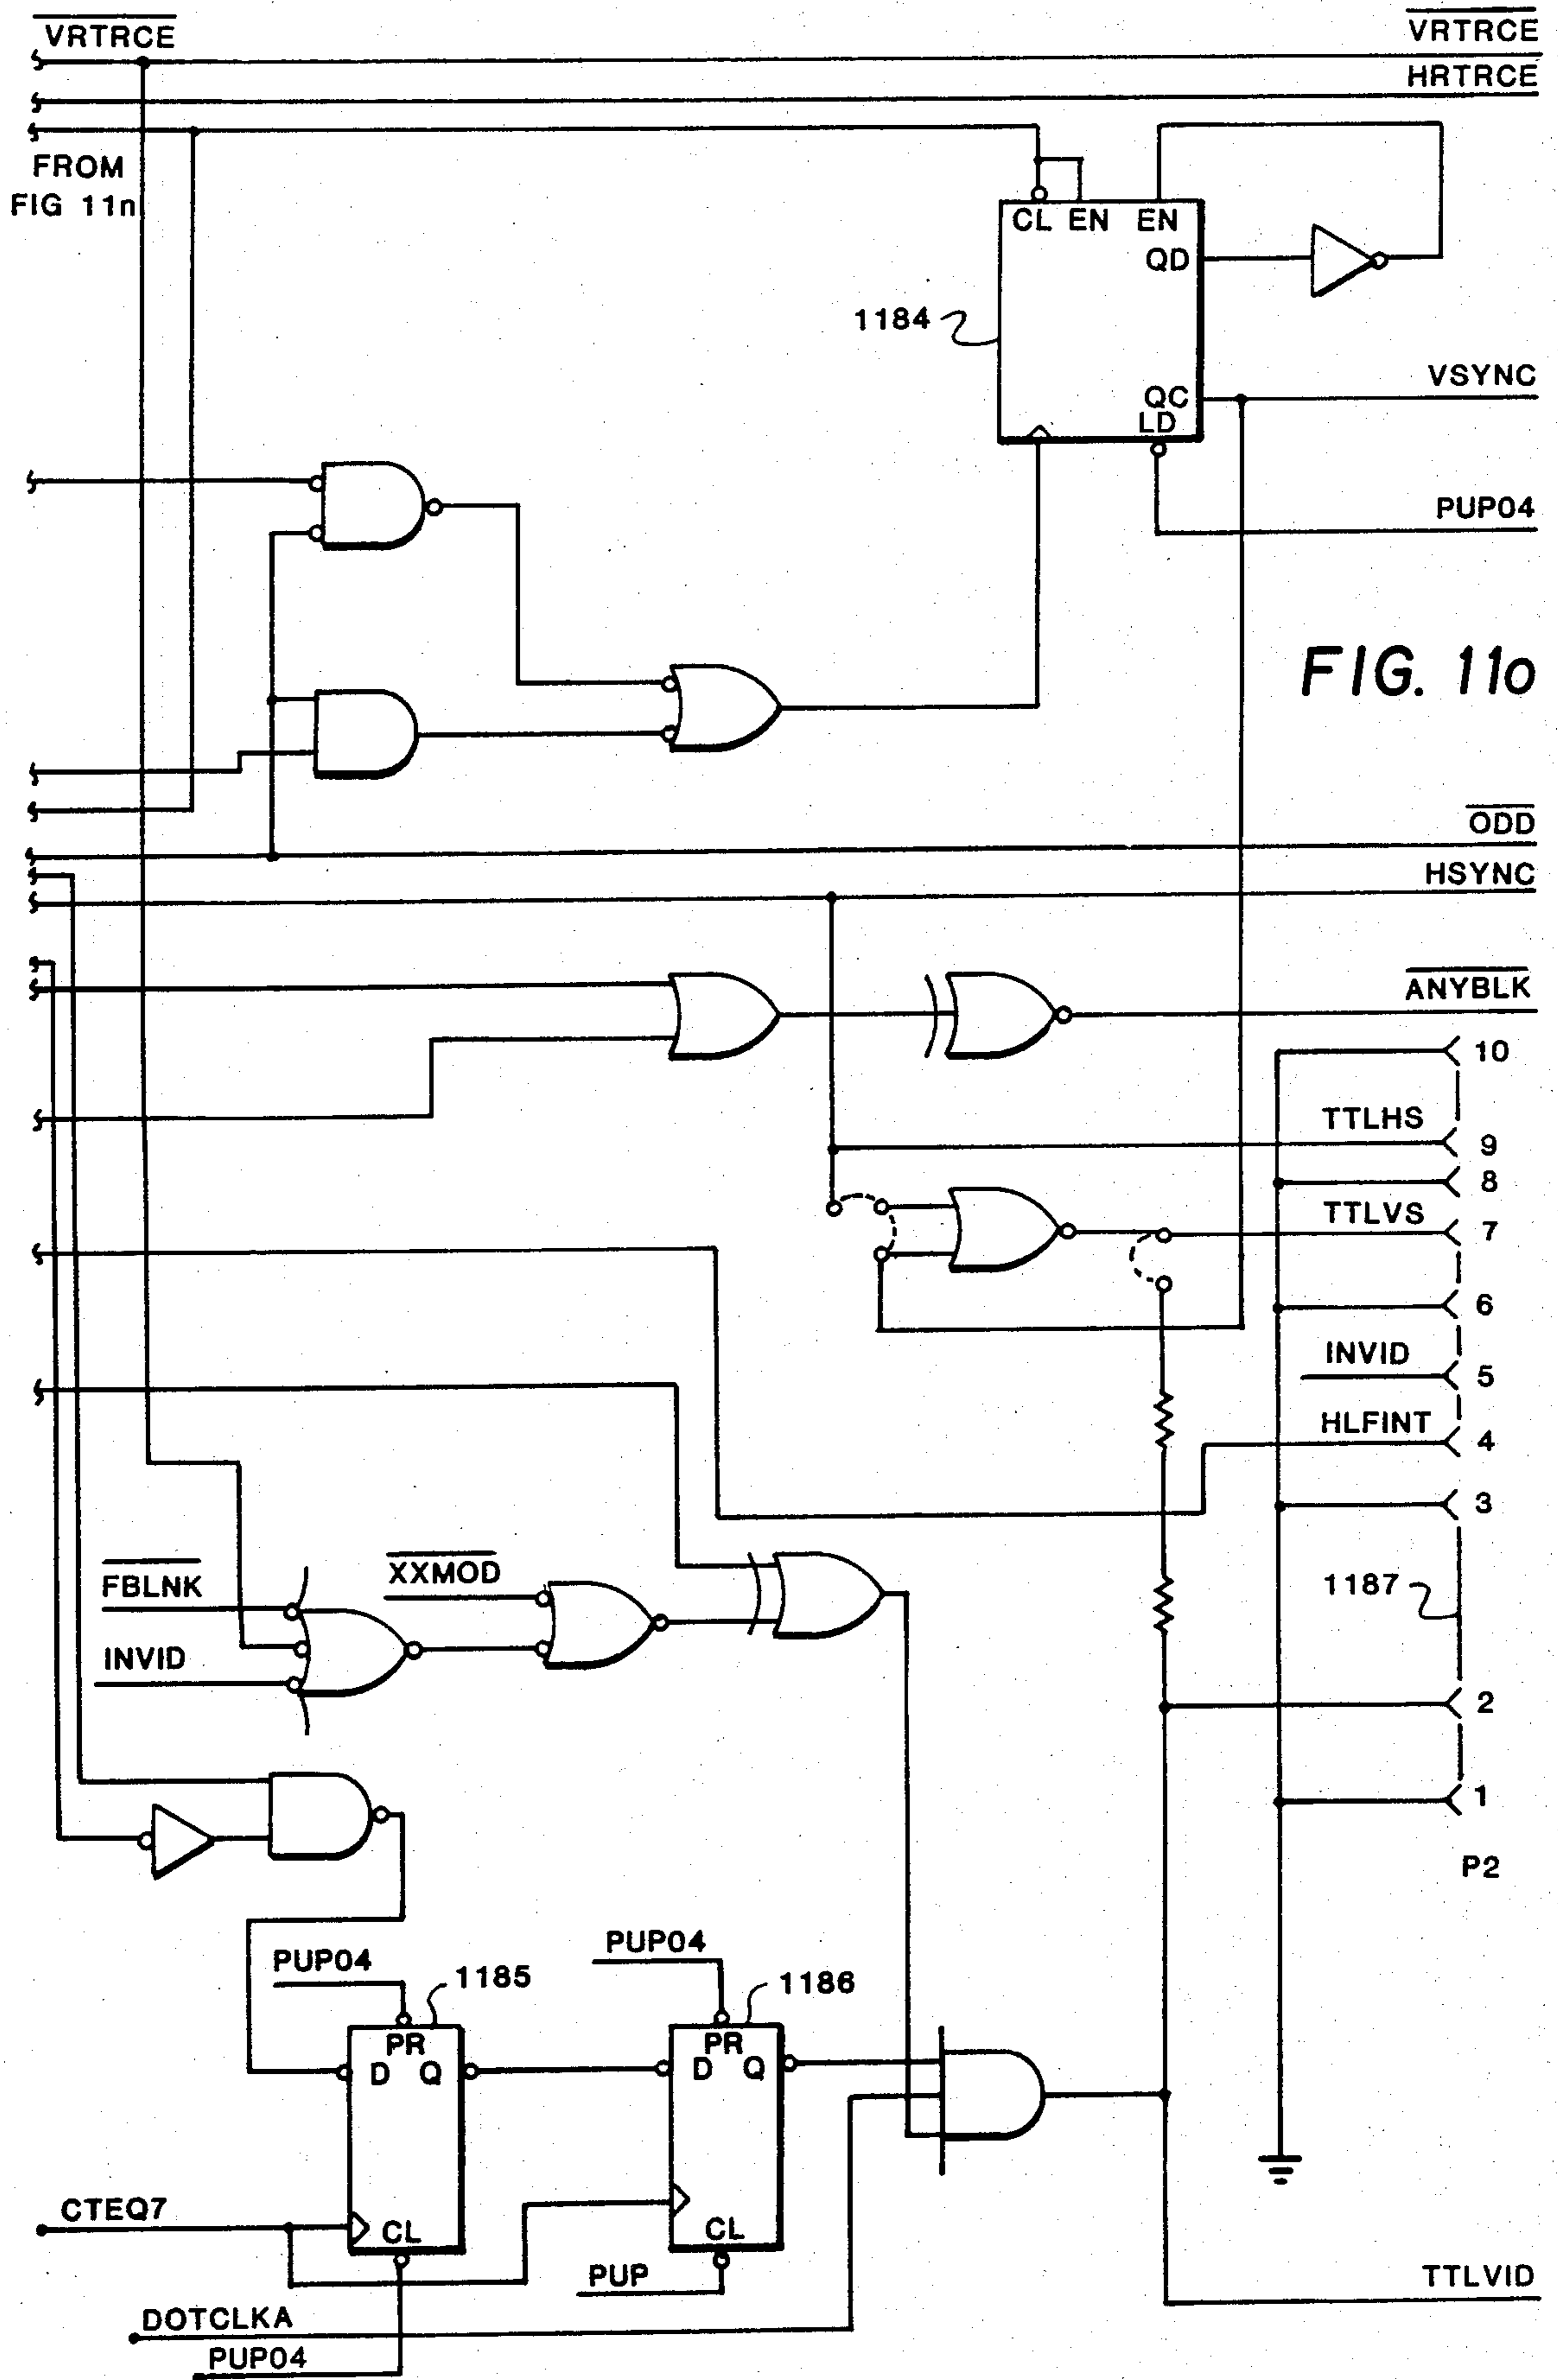 VRTRCE
VRTRCE
HRTRCE
FROM
FIG 11n
CL EN EN
QD
1184
VSYNC
QC
LD
PUP04
FIG. 11o
ODD
HSYNC
ANYBLK
10
TTLHS
9
8
TTLVS
7
6
INVID
5
HLFINT
4
3
FBLNK
XXMOD
1187
INVID
2
1
P2
PUP04
1185
PUP04
1186
PR
D Q
PR
D Q
CTEQ7
CL
CL
PUP
TTLVID
DOTCLKA
PUP04